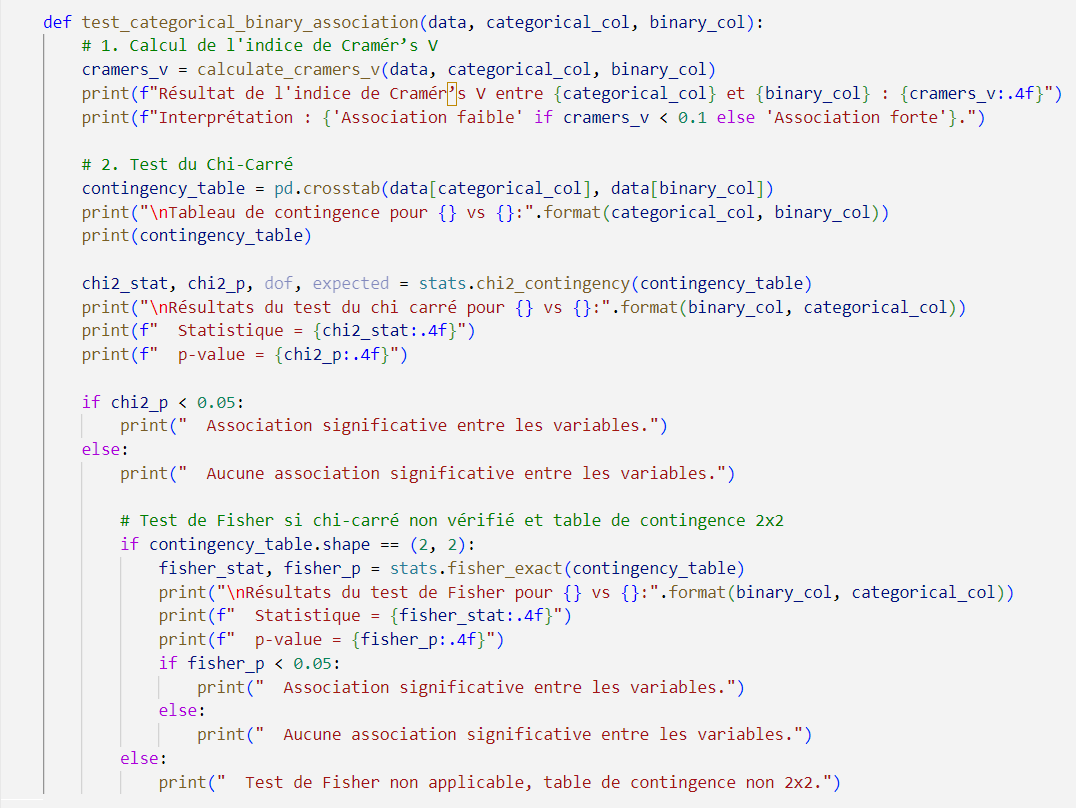 def test_categorical_binary_association(data, categorical_col, binary_col):
    # 1. Calcul de l'indice de Cramér’s V
    cramers_v = calculate_cramers_v(data, categorical_col, binary_col)
    print(f"Résultat de l'indice de Cramér’s V entre {categorical_col} et {binary_col} : {cramers_v:.4f}")
    print(f"Interprétation : {'Association faible' if cramers_v < 0.1 else 'Association forte'}.")

    # 2. Test du Chi-Carré
    contingency_table = pd.crosstab(data[categorical_col], data[binary_col])
    print("\nTableau de contingence pour {} vs {}:".format(categorical_col, binary_col))
    print(contingency_table)

    chi2_stat, chi2_p, dof, expected = stats.chi2_contingency(contingency_table)
    print("\nRésultats du test du chi carré pour {} vs {}:".format(binary_col, categorical_col))
    print(f"  Statistique = {chi2_stat:.4f}")
    print(f"  p-value = {chi2_p:.4f}")

    if chi2_p < 0.05:
        print("  Association significative entre les variables.")
    else:
        print("  Aucune association significative entre les variables.")

        # Test de Fisher si chi-carré non vérifié et table de contingence 2x2
        if contingency_table.shape == (2, 2):
            fisher_stat, fisher_p = stats.fisher_exact(contingency_table)
            print("\nRésultats du test de Fisher pour {} vs {}:".format(binary_col, categorical_col))
            print(f"  Statistique = {fisher_stat:.4f}")
            print(f"  p-value = {fisher_p:.4f}")
            if fisher_p < 0.05:
                print("  Association significative entre les variables.")
            else:
                print("  Aucune association significative entre les variables.")
        else:
            print("  Test de Fisher non applicable, table de contingence non 2x2.")